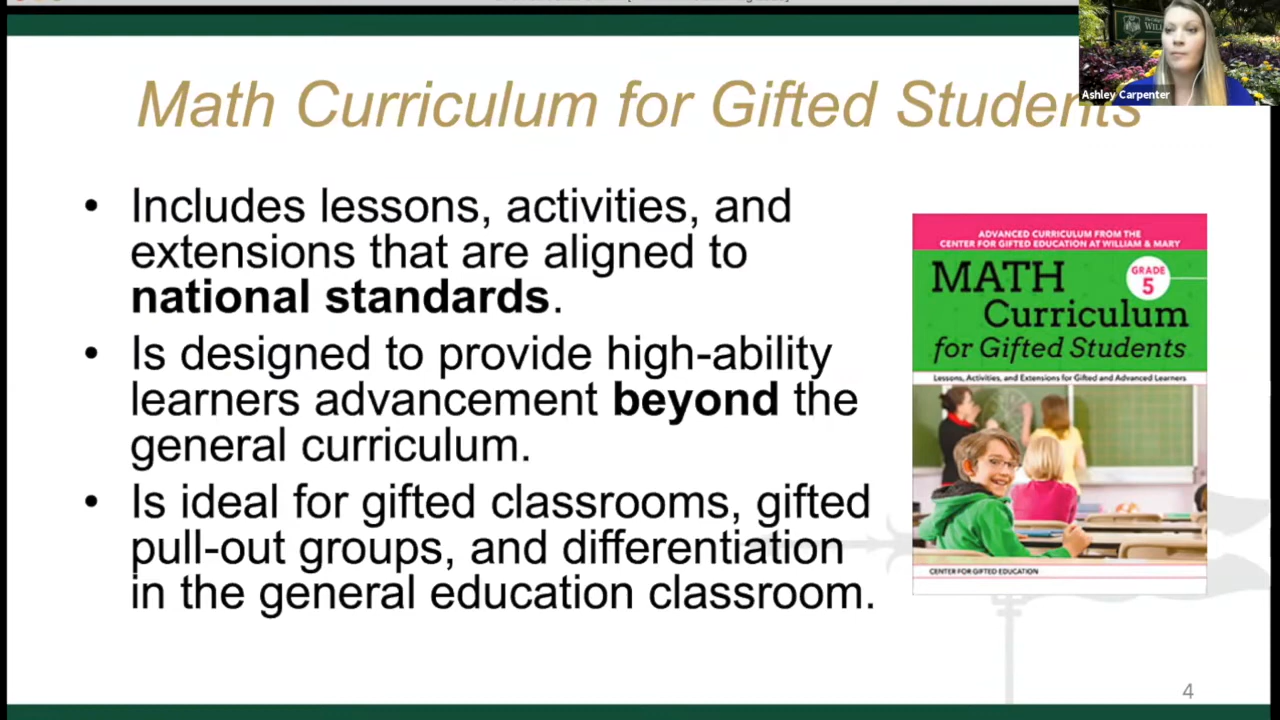 Math Curriculum for Gifted Students
Ashley Carpenter
• Includes lessons, activities, and
extensions that are aligned to
national standards.
• Is designed to provide high-ability
learners advancement beyond the
general curriculum.
• Is ideal for gifted classrooms, gifted
pull-out groups, and differentiation
in the general education classroom.
ADVANCED CURRICULUM FROM THE
CENTER FOR GIFTED EDUCATION AT WILLIAM & MARY
MATH
GRADE
5
Curriculum
for Gifted Students
Lessons, Activities, and Extensions for Gifted and Advanced Learners
CENTER FOR GIFTED EDUCATION
4